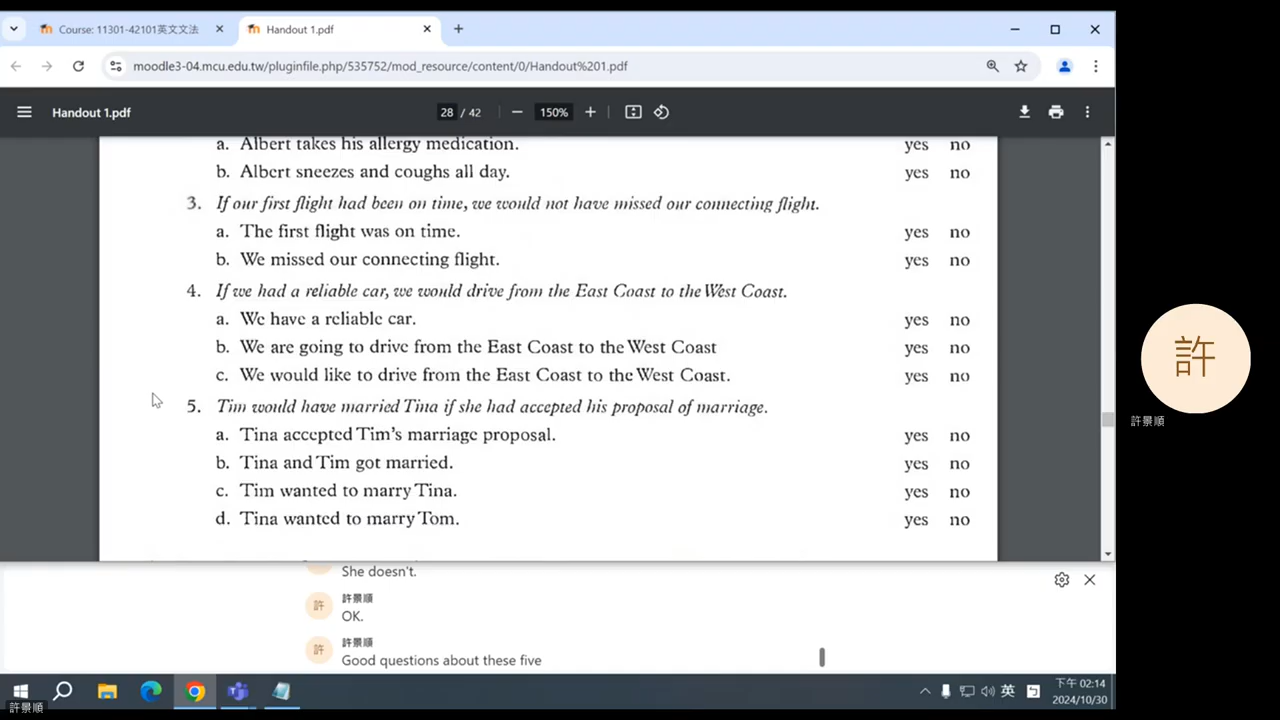 Course: 11301-42101英文文法
Handout 1.pdf
moodle3-04.mcu.edu.tw/pluginfile.php/535752/mod_resource/content/0/Handout%201.pdf
Handout 1.pdf
28 / 42
150%
a. Albert takes his allergy medication. yes no
b. Albert sneezes and coughs all day. yes no
3. If our first flight had been on time, we would not have missed our connecting flight.
a. The first flight was on time. yes no
b. We missed our connecting flight. yes no
4. If we had a reliable car, we would drive from the East Coast to the West Coast.
a. We have a reliable car. yes no
b. We are going to drive from the East Coast to the West Coast yes no
c. We would like to drive from the East Coast to the West Coast. yes no
5. Tim would have married Tina if she had accepted his proposal of marriage.
a. Tina accepted Tim's marriage proposal. yes no
b. Tina and Tim got married. yes no
c. Tim wanted to marry Tina. yes no
d. Tina wanted to marry Tom. yes no
She doesn't.
許 許景順
OK.
許 許景順
Good questions about these five
許
許景順
英
下午 02:14
2024/10/30
許景順